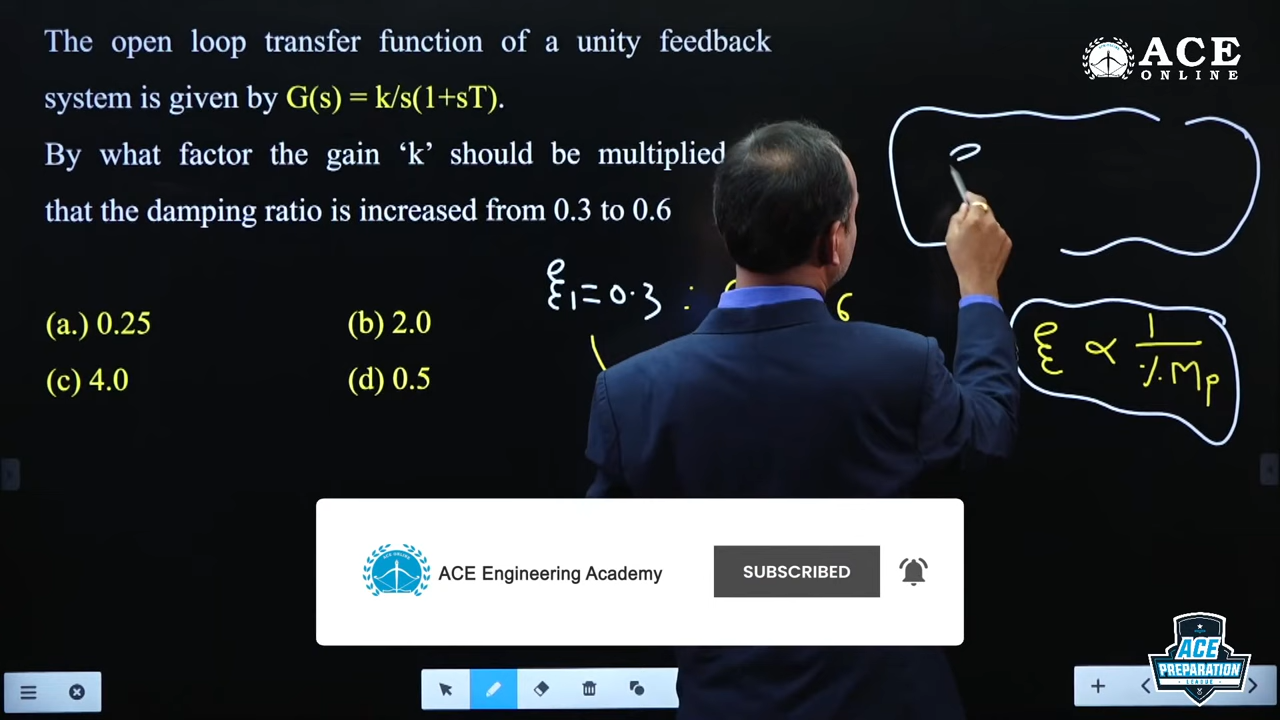 The open loop transfer function of a unity feedback
system is given by G(s) = k/s(1+sT).
By what factor the gain ‘k’ should be multiplied
that the damping ratio is increased from 0.3 to 0.6
ξ1 = 0.3 : 6
(a.) 0.25 (b) 2.0
(c) 4.0 (d) 0.5
ACE
ONLINE
ξ ∝ 1/%Mp
ACE Engineering Academy SUBSCRIBED
ACE
PREPARATION
LEAGUE